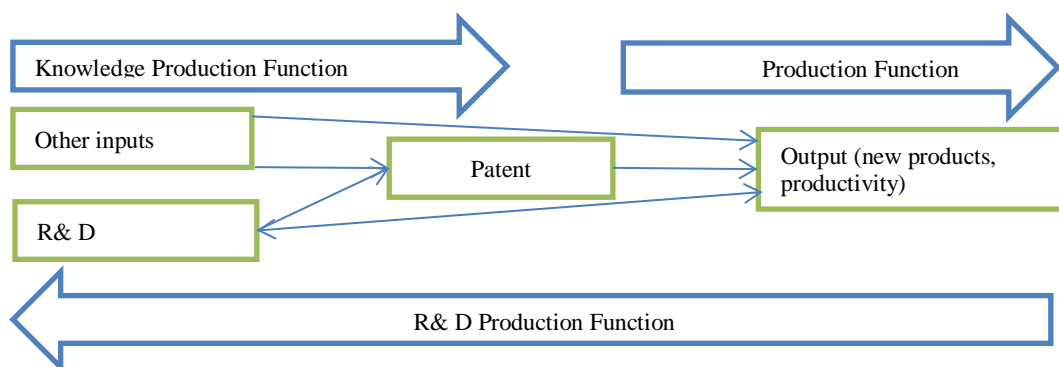 Knowledge Production Function
Production Function
Other inputs
Patent
Output (new products,
productivity)
R& D
R& D Production Function